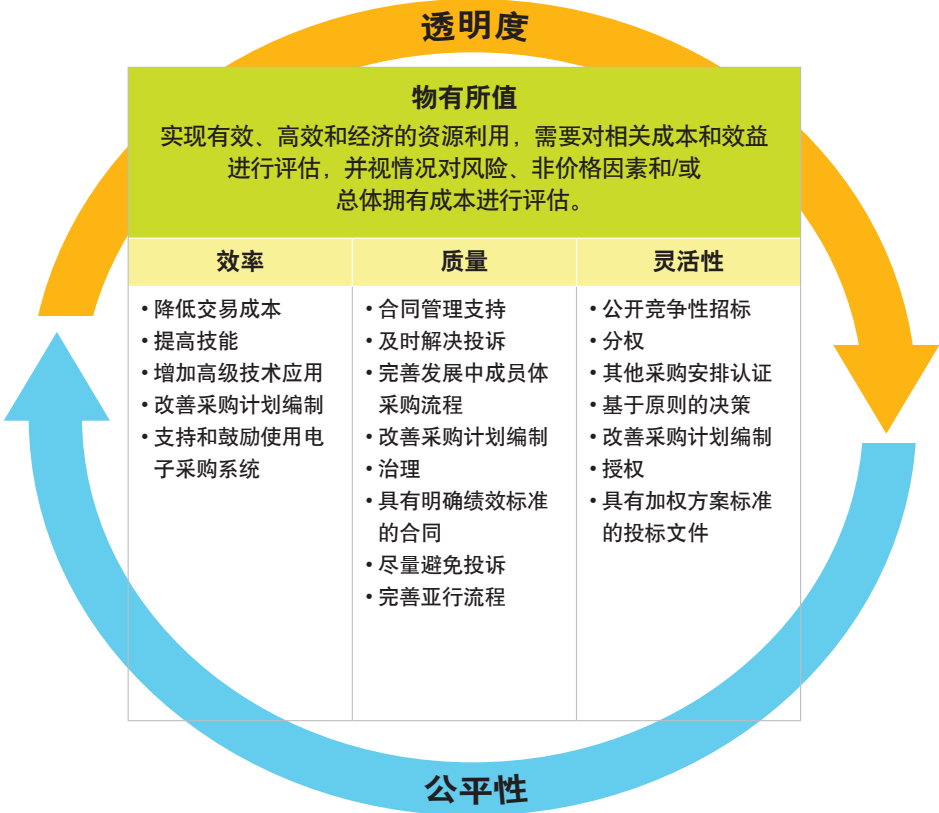 透明度
物有所值
实现有效、高效和经济的资源利用，需要对相关成本和效益
进行评估，并视情况对风险、非价格因素和/或
总体拥有成本进行评估。
效率
•降低交易成本
•提高技能
•增加高级技术应用
•改善采购计划编制
•支持和鼓励使用电
子采购系统
质量
•合同管理支持
•及时解决投诉
•完善发展中成员体
采购流程
•改善采购计划编制
•治理
•具有明确绩效标准
的合同
•尽量避免投诉
•完善亚行流程
灵活性
•公开竞争性招标
•分权
•其他采购安排认证
•基于原则的决策
•改善采购计划编制
•授权
•具有加权方案标准
的投标文件
公平性